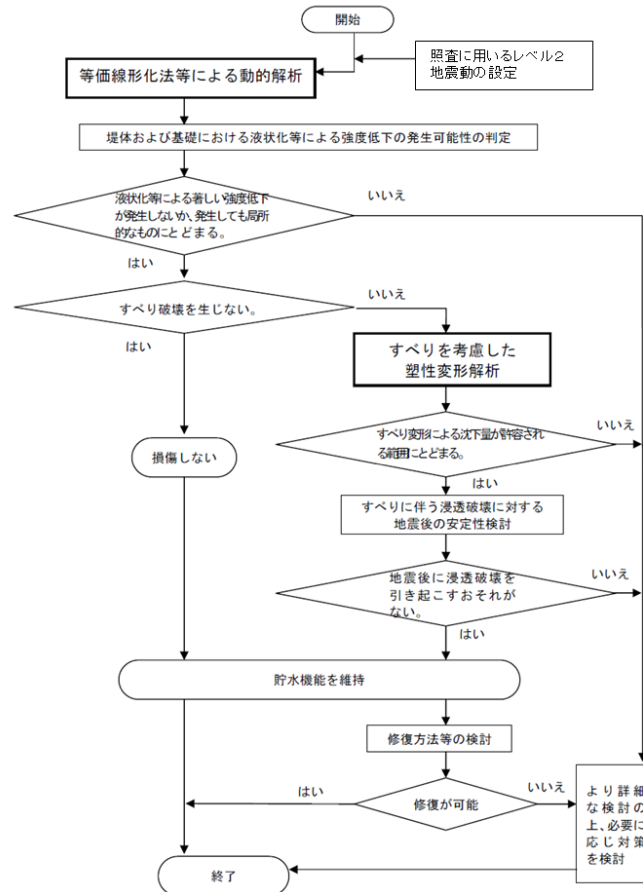 開始
照査に用いるレベル2
地震動の設定
等価線形化法等による動的解析
堤体および基礎における液状化等による強度低下の発生可能性の判定
液状化等による著しい強度低下
が発生しないか、発生しても局所
的なものにとどまる。
いいえ
はい
すべり破壊を生じない。
いいえ
はい
すべりを考慮した
塑性変形解析
すべり変形による沈下量が許容され
る範囲にとどまる。
いいえ
はい
損傷しない
すべりに伴う浸透破壊に対する
地震後の安定性検討
地震後に浸透破壊を
引き起こすおそれが
ない。
いいえ
はい
貯水機能を維持
修復方法等の検討
はい
修復が可能
いいえ
より詳細
な検討の
上、必要に
応じ対策
を検討
終了